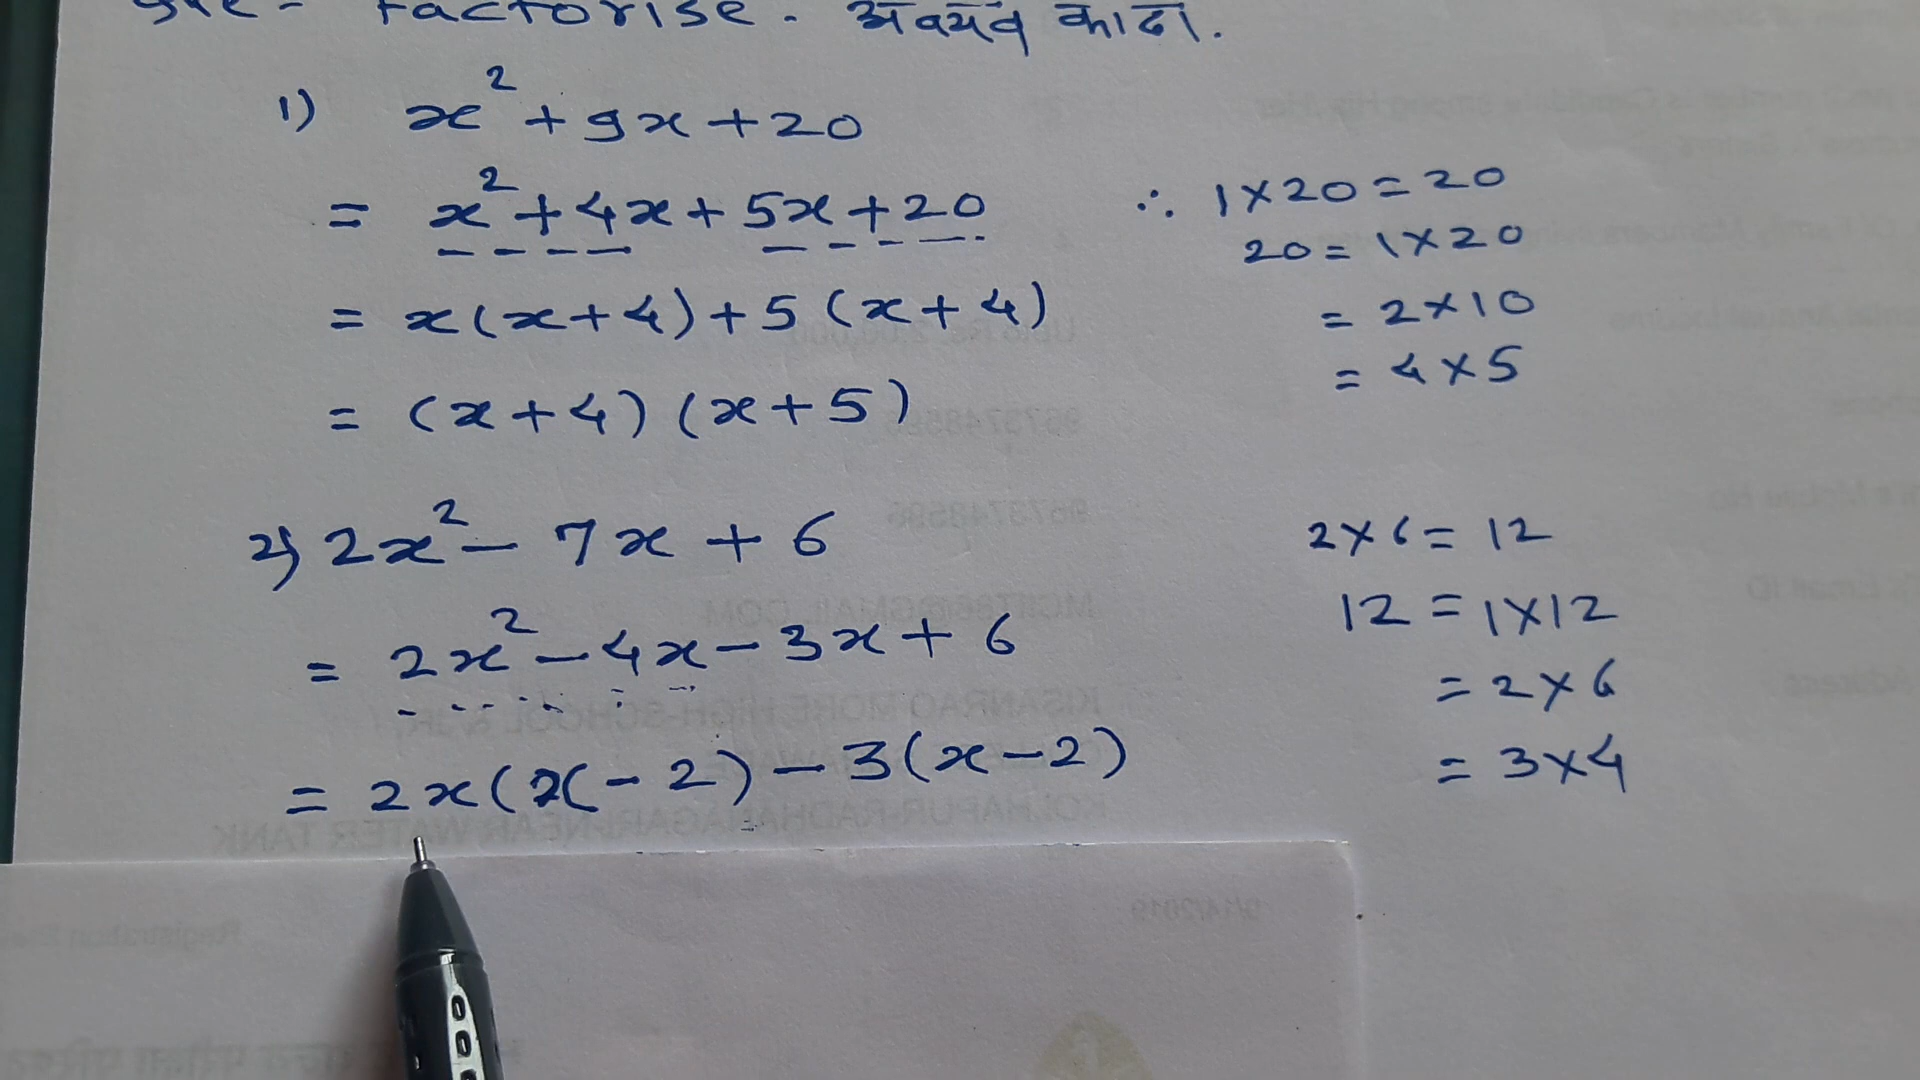 factorise. अवयव काढा.
1) x² + 9x + 20
= x² + 4x + 5x + 20
= x(x + 4) + 5 (x + 4)
= (x + 4) (x + 5)
∴ 1 × 20 = 20
20 = 1 × 20
= 2 × 10
= 4 × 5
2) 2x² - 7x + 6
= 2x² - 4x - 3x + 6
= 2x(x - 2) - 3(x - 2)
2 × 6 = 12
12 = 1 × 12
= 2 × 6
= 3 × 4